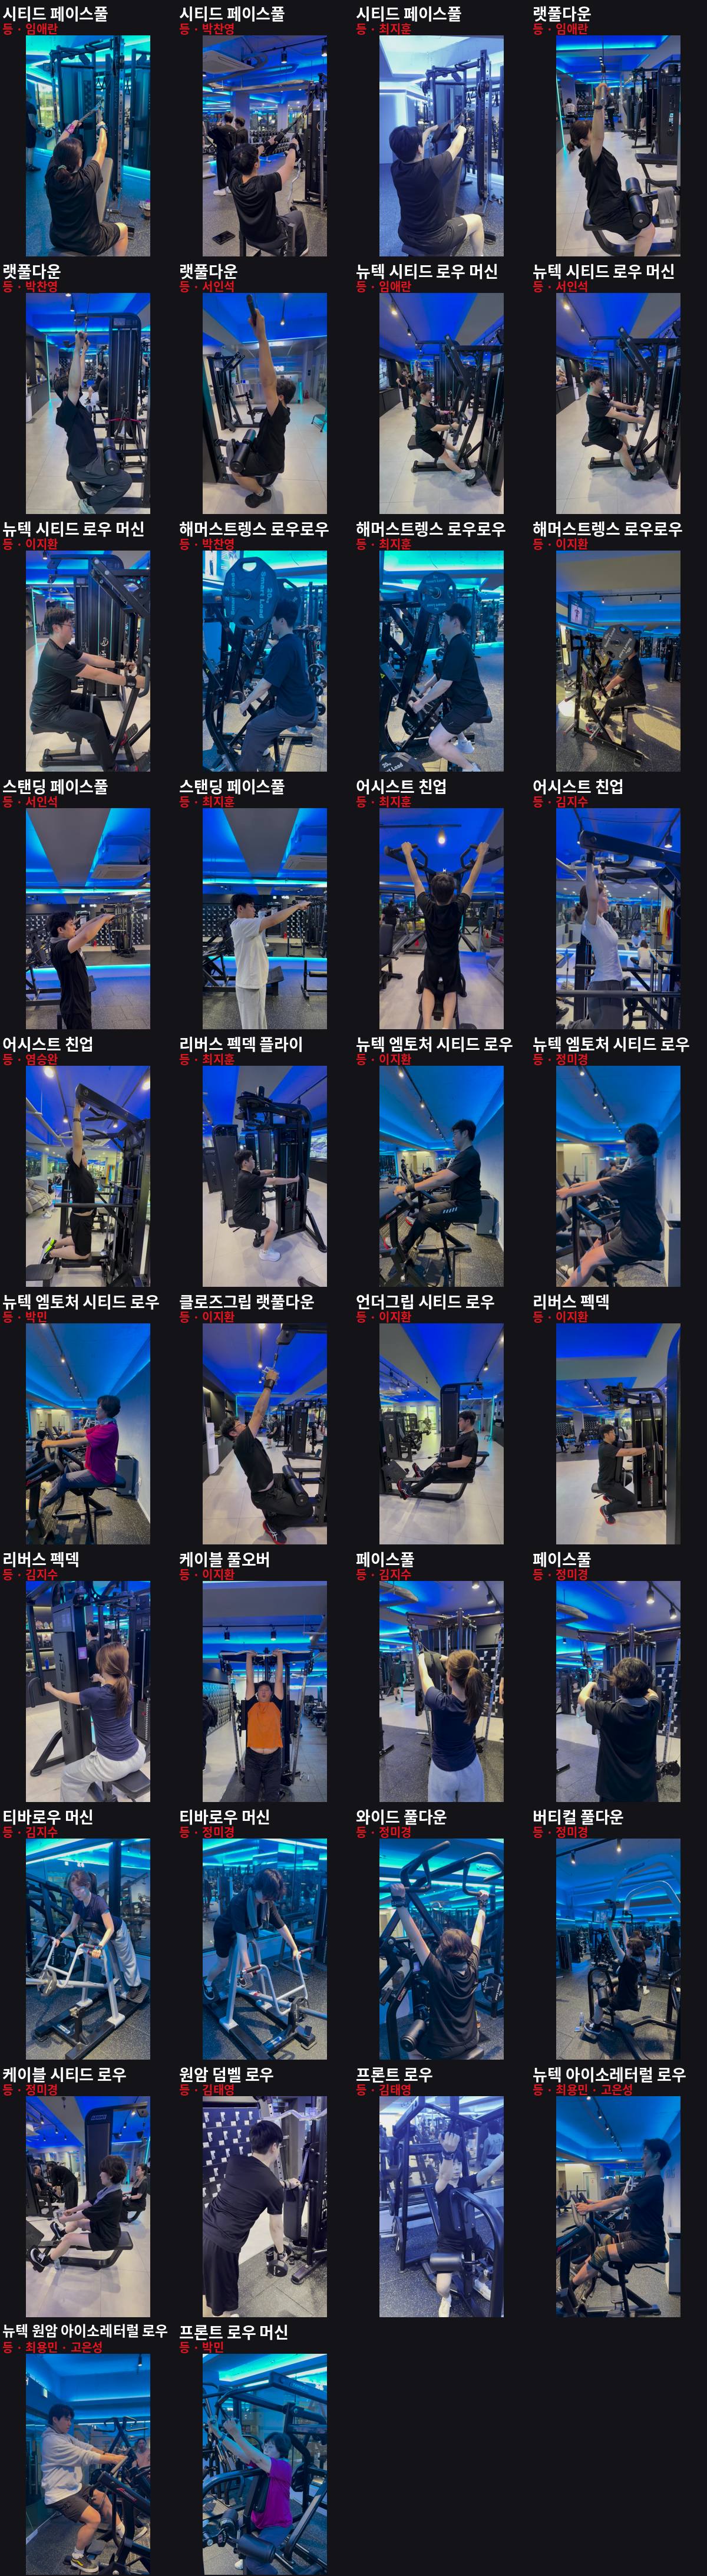 시티드 페이스풀
등 · 임애란
시티드 페이스풀
등 · 박찬영
시티드 페이스풀
등 · 최지훈
랫풀다운
등 · 임애란
랫풀다운
등 · 박찬영
랫풀다운
등 · 서인석
뉴텍 시티드 로우 머신
등 · 임애란
뉴텍 시티드 로우 머신
등 · 서인석
뉴텍 시티드 로우 머신
등 · 이지환
해머스트렝스 로우로우
등 · 박찬영
해머스트렝스 로우로우
등 · 최지훈
해머스트렝스 로우로우
등 · 이지환
스탠딩 페이스풀
등 · 서인석
스탠딩 페이스풀
등 · 최지훈
어시스트 친업
등 · 최지훈
어시스트 친업
등 · 김지수
어시스트 친업
등 · 염승완
리버스 펙덱 플라이
등 · 최지훈
뉴텍 엠토처 시티드 로우
등 · 이지환
뉴텍 엠토처 시티드 로우
등 · 정미경
뉴텍 엠토처 시티드 로우
등 · 박민
클로즈그립 랫풀다운
등 · 이지환
언더그립 시티드 로우
등 · 이지환
리버스 펙덱
등 · 이지환
리버스 펙덱
등 · 김지수
케이블 풀오버
등 · 이지환
페이스풀
등 · 김지수
페이스풀
등 · 정미경
티바로우 머신
등 · 김지수
티바로우 머신
등 · 정미경
와이드 풀다운
등 · 정미경
버티컬 풀다운
등 · 정미경
케이블 시티드 로우
등 · 정미경
원암 덤벨 로우
등 · 김태영
프론트 로우
등 · 김태영
뉴텍 아이소레터럴 로우
등 · 최용민 · 고은성
뉴텍 원암 아이소레터럴 로우
등 · 최용민 · 고은성
프론트 로우 머신
등 · 박민